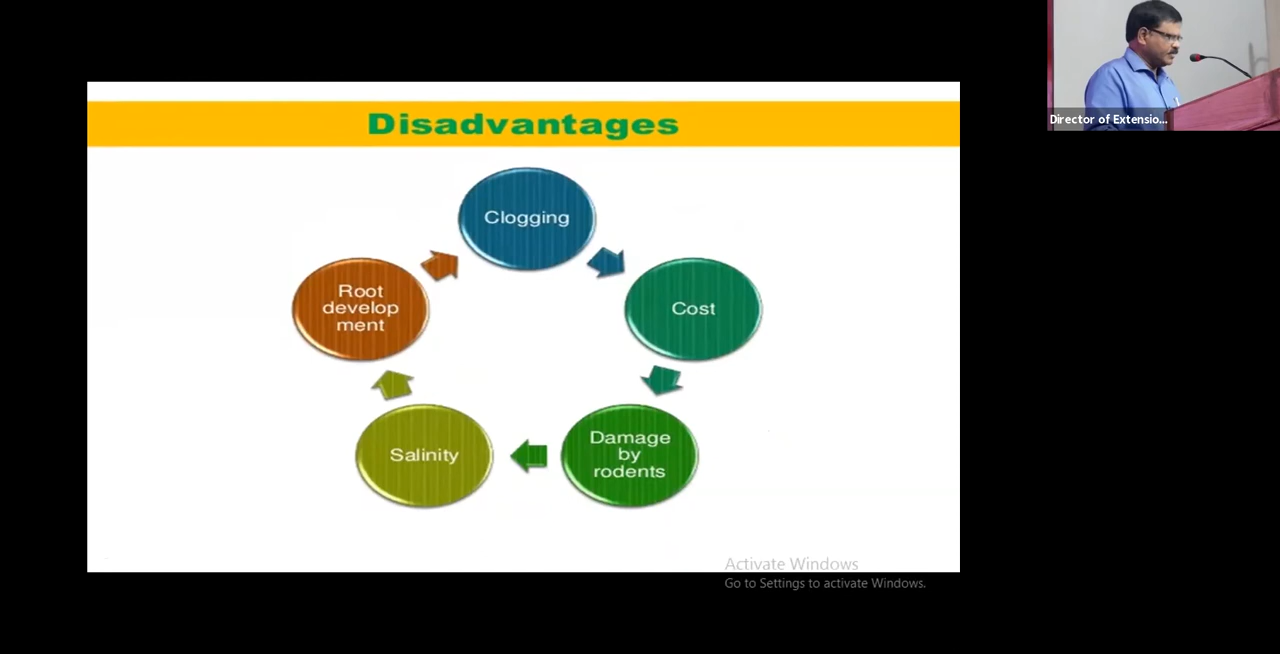 Disadvantages
Clogging
Cost
Damage
by
rodents
Salinity
Root
develop
ment
Director of Extensio...
Activate Windows
Go to Settings to activate Windows.